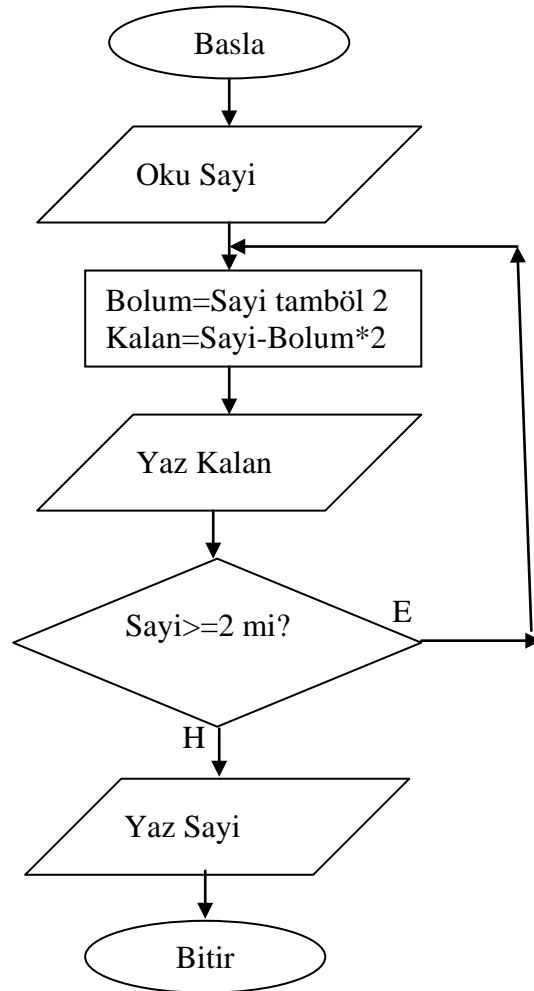 Basla
Oku Sayi
Bolum=Sayi tamböl 2
Kalan=Sayi-Bolum*2
Yaz Kalan
Sayi>=2 mi?
E
H
Yaz Sayi
Bitir